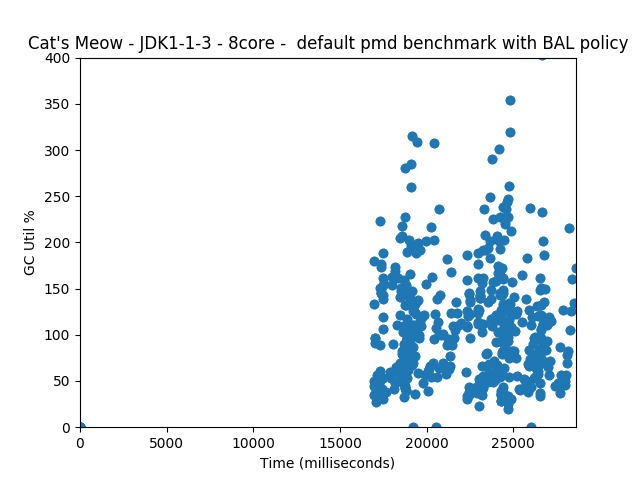 Cat's Meow - JDK1-1-3 - 8core -  default pmd benchmark with BAL policy
400
350
300
250
200
150
100
50
0
GC Util %
0 5000 10000 15000 20000 25000
Time (milliseconds)